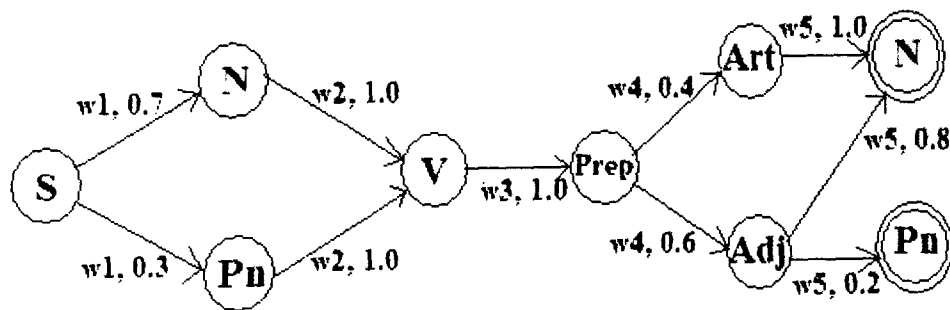 w1, 0.7
N
w2, 1.0
S
w1, 0.3
Pn
w2, 1.0
V
w3, 1.0
Prep
w4, 0.4
Art
w5, 1.0
N
w5, 0.8
w4, 0.6
Adj
w5, 0.2
Pn